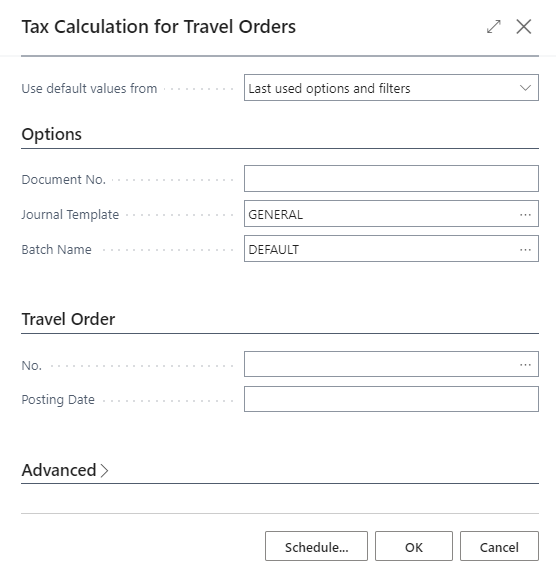 Tax Calculation for Travel Orders
Use default values from Last used options and filters
Options
Document No.
Journal Template GENERAL ...
Batch Name DEFAULT ...
Travel Order
No. ...
Posting Date
Advanced
Schedule... OK Cancel